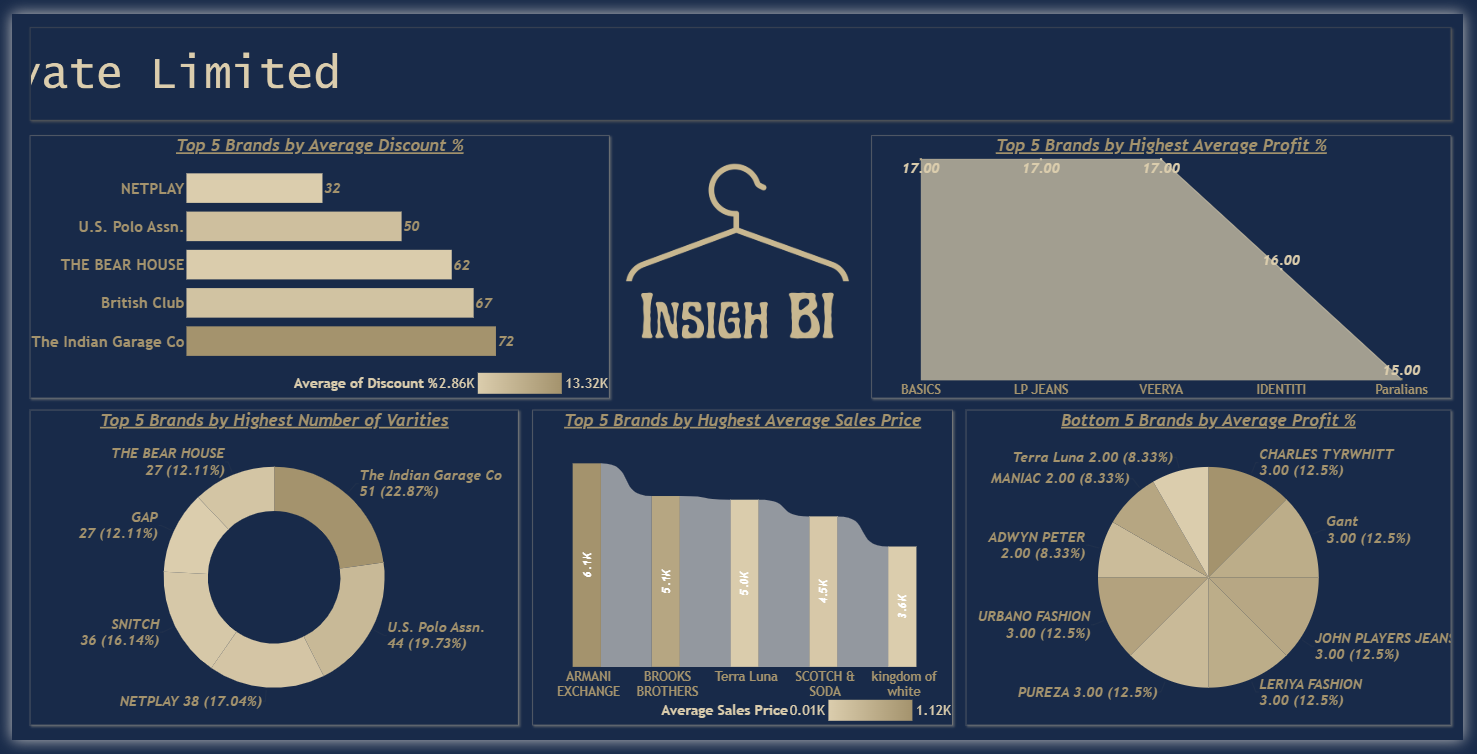 vate Limited
Top 5 Brands by Average Discount %
NETPLAY 32
U.S. Polo Assn. 50
THE BEAR HOUSE 62
British Club 67
The Indian Garage Co 72
Average of Discount % 2.86K 13.32K
INSIGH BI
Top 5 Brands by Highest Average Profit %
17.00 17.00 17.00
16.00
15.00
BASICS LP JEANS VEERYA IDENTITI Paralians
Top 5 Brands by Highest Number of Varities
THE BEAR HOUSE
27 (12.11%)
The Indian Garage Co
51 (22.87%)
GAP
27 (12.11%)
SNITCH
36 (16.14%)
U.S. Polo Assn.
44 (19.73%)
NETPLAY 38 (17.04%)
Top 5 Brands by Hughest Average Sales Price
6.1K
5.1K
5.0K
4.5K
3.6K
ARMANI
EXCHANGE
BROOKS
BROTHERS
Terra Luna
SCOTCH &
SODA
kingdom of
white
Average Sales Price 0.01K 1.12K
Bottom 5 Brands by Average Profit %
Terra Luna 2.00 (8.33%)
CHARLES TYRWHITT
3.00 (12.5%)
MANIAC 2.00 (8.33%)
Gant
3.00 (12.5%)
ADWYN PETER
2.00 (8.33%)
URBANO FASHION
3.00 (12.5%)
JOHN PLAYERS JEANS
3.00 (12.5%)
PUREZA 3.00 (12.5%)
LERIYA FASHION
3.00 (12.5%)